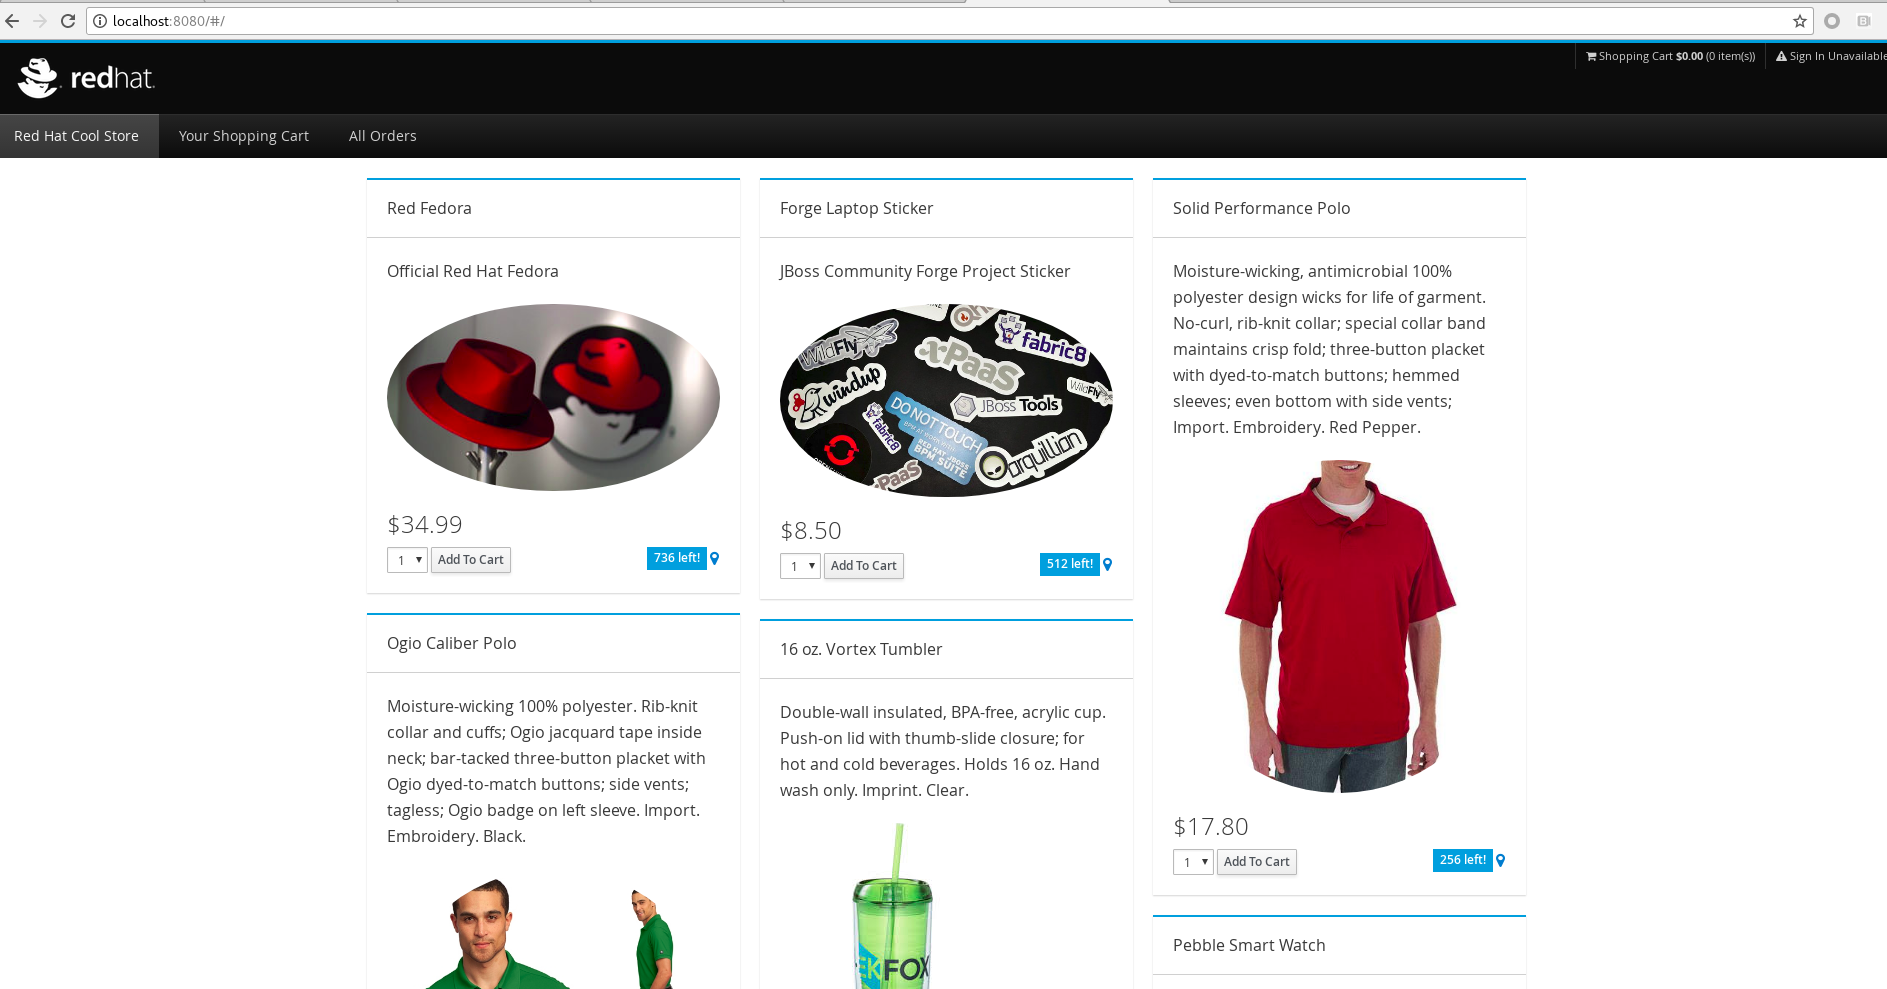 localhost:8080/#/
redhat.
Shopping Cart $0.00 (0 item(s))
Sign In Unavailable
Red Hat Cool Store
Your Shopping Cart
All Orders
Red Fedora
Official Red Hat Fedora
$34.99
1
Add To Cart
736 left!
Forge Laptop Sticker
JBoss Community Forge Project Sticker
WildFly
xPaaS
fabric8
windup
WildFly
JBoss Tools
DO NOT TOUCH
RED HAT JBOSS
BPM SUITE
fabric8
arquillian
xPaaS
$8.50
1
Add To Cart
512 left!
Solid Performance Polo
Moisture-wicking, antimicrobial 100%
polyester design wicks for life of garment.
No-curl, rib-knit collar; special collar band
maintains crisp fold; three-button placket
with dyed-to-match buttons; hemmed
sleeves; even bottom with side vents;
Import. Embroidery. Red Pepper.
$17.80
1
Add To Cart
256 left!
Ogio Caliber Polo
Moisture-wicking 100% polyester. Rib-knit
collar and cuffs; Ogio jacquard tape inside
neck; bar-tacked three-button placket with
Ogio dyed-to-match buttons; side vents;
tagless; Ogio badge on left sleeve. Import.
Embroidery. Black.
16 oz. Vortex Tumbler
Double-wall insulated, BPA-free, acrylic cup.
Push-on lid with thumb-slide closure; for
hot and cold beverages. Holds 16 oz. Hand
wash only. Imprint. Clear.
EKFOX
Pebble Smart Watch